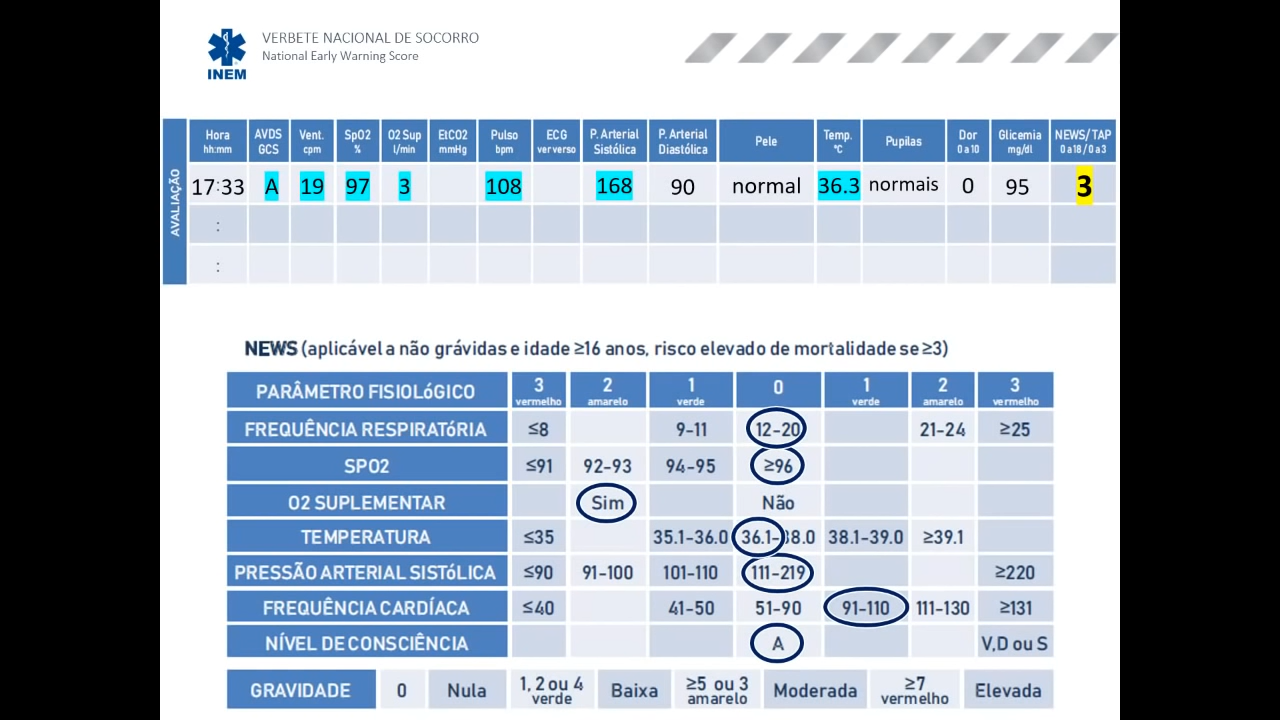 VERBETE NACIONAL DE SOCORRO
National Early Warning Score
INEM
AVALIAÇÃO
Hora hh:mm AVDS GCS Vent. cpm SpO2 % O2 Sup l/min EtCO2 mmHg Pulso bpm ECG ver verso P. Arterial Sistólica P. Arterial Diastólica Pele Temp. °C Pupilas Dor 0 a 10 Glicemia mg/dl NEWS/TAP 0 a 18 / 0 a 3
17:33 A 19 97 3 108 168 90 normal 36.3 normais 0 95 3
:
:
NEWS (aplicável a não grávidas e idade ≥16 anos, risco elevado de mortalidade se ≥3)
PARÂMETRO FISIOLóGICO 3 vermelho 2 amarelo 1 verde 0 1 verde 2 amarelo 3 vermelho
FREQUÊNCIA RESPIRATóRIA ≤8 9-11 12-20 21-24 ≥25
SPO2 ≤91 92-93 94-95 ≥96
O2 SUPLEMENTAR Sim Não
TEMPERATURA ≤35 35.1-36.0 36.1-38.0 38.1-39.0 ≥39.1
PRESSÃO ARTERIAL SISTóLICA ≤90 91-100 101-110 111-219 ≥220
FREQUÊNCIA CARDÍACA ≤40 41-50 51-90 91-110 111-130 ≥131
NÍVEL DE CONSCIÊNCIA A V,D ou S
GRAVIDADE 0 Nula 1, 2 ou 4 verde Baixa ≥5 ou 3 amarelo Moderada ≥7 vermelho Elevada